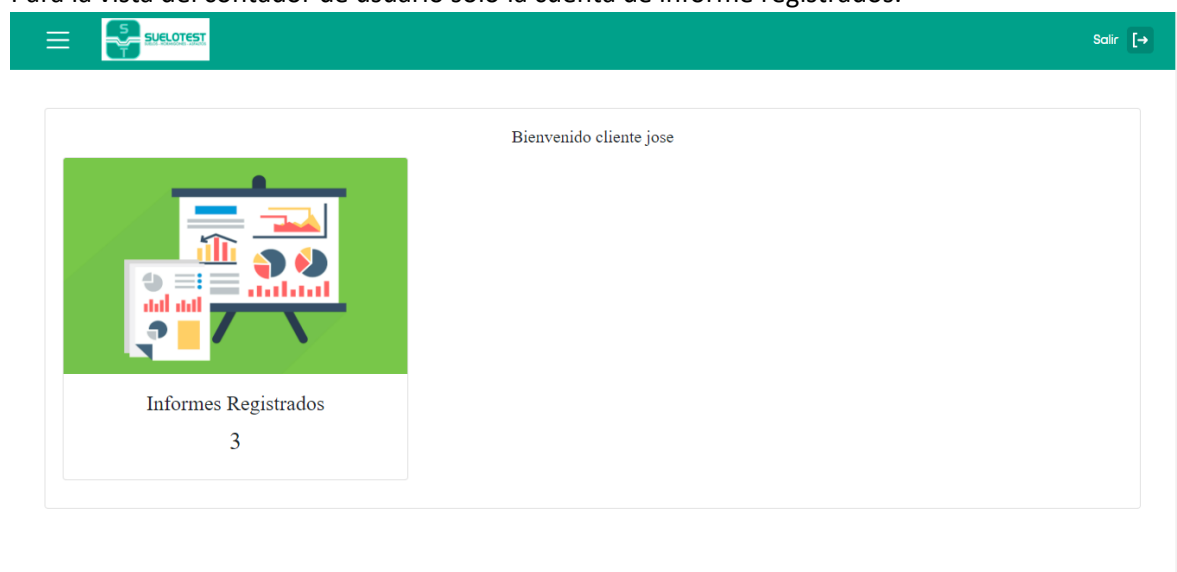 Para la vista del contador de usuario solo la cuenta de informe registrados.
S
SUELOTEST
T
Salir
Bienvenido cliente jose
Informes Registrados
3